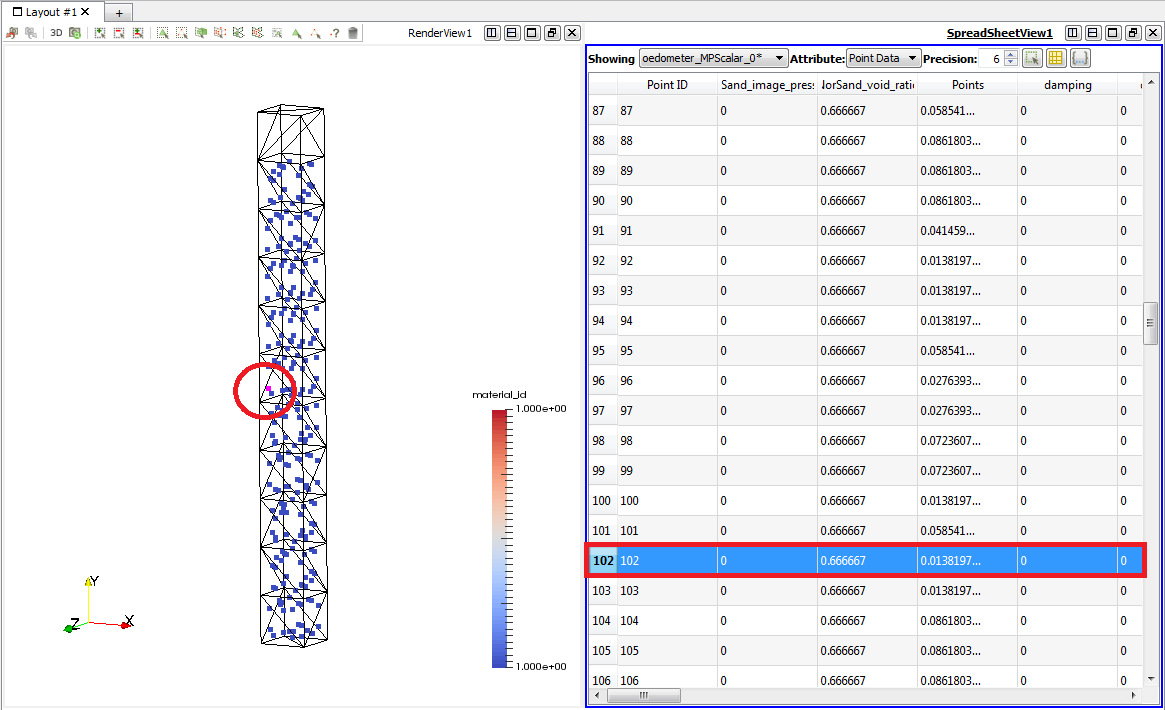 Layout #1
+
3D
RenderView1
SpreadSheetView1
Showing oedometer_MPScalar_0* Attribute: Point Data Precision: 6
Point ID Sand_image_press NorSand_void_ratio Points damping
87 87 0 0.666667 0.058541... 0 0
88 88 0 0.666667 0.0861803... 0 0
89 89 0 0.666667 0.0861803... 0 0
90 90 0 0.666667 0.0861803... 0 0
91 91 0 0.666667 0.041459... 0 0
92 92 0 0.666667 0.0138197... 0 0
93 93 0 0.666667 0.0138197... 0 0
94 94 0 0.666667 0.0138197... 0 0
95 95 0 0.666667 0.058541... 0 0
96 96 0 0.666667 0.0276393... 0 0
97 97 0 0.666667 0.0276393... 0 0
98 98 0 0.666667 0.0723607... 0 0
99 99 0 0.666667 0.0723607... 0 0
100 100 0 0.666667 0.0138197... 0 0
101 101 0 0.666667 0.058541... 0 0
102 102 0 0.666667 0.0138197... 0 0
103 103 0 0.666667 0.0138197... 0 0
104 104 0 0.666667 0.0861803... 0 0
105 105 0 0.666667 0.0861803... 0 0
106 106 0 0.666667 0.0861803... 0 0
material_id
1.000e+00
1.000e+00
Y
X
Z